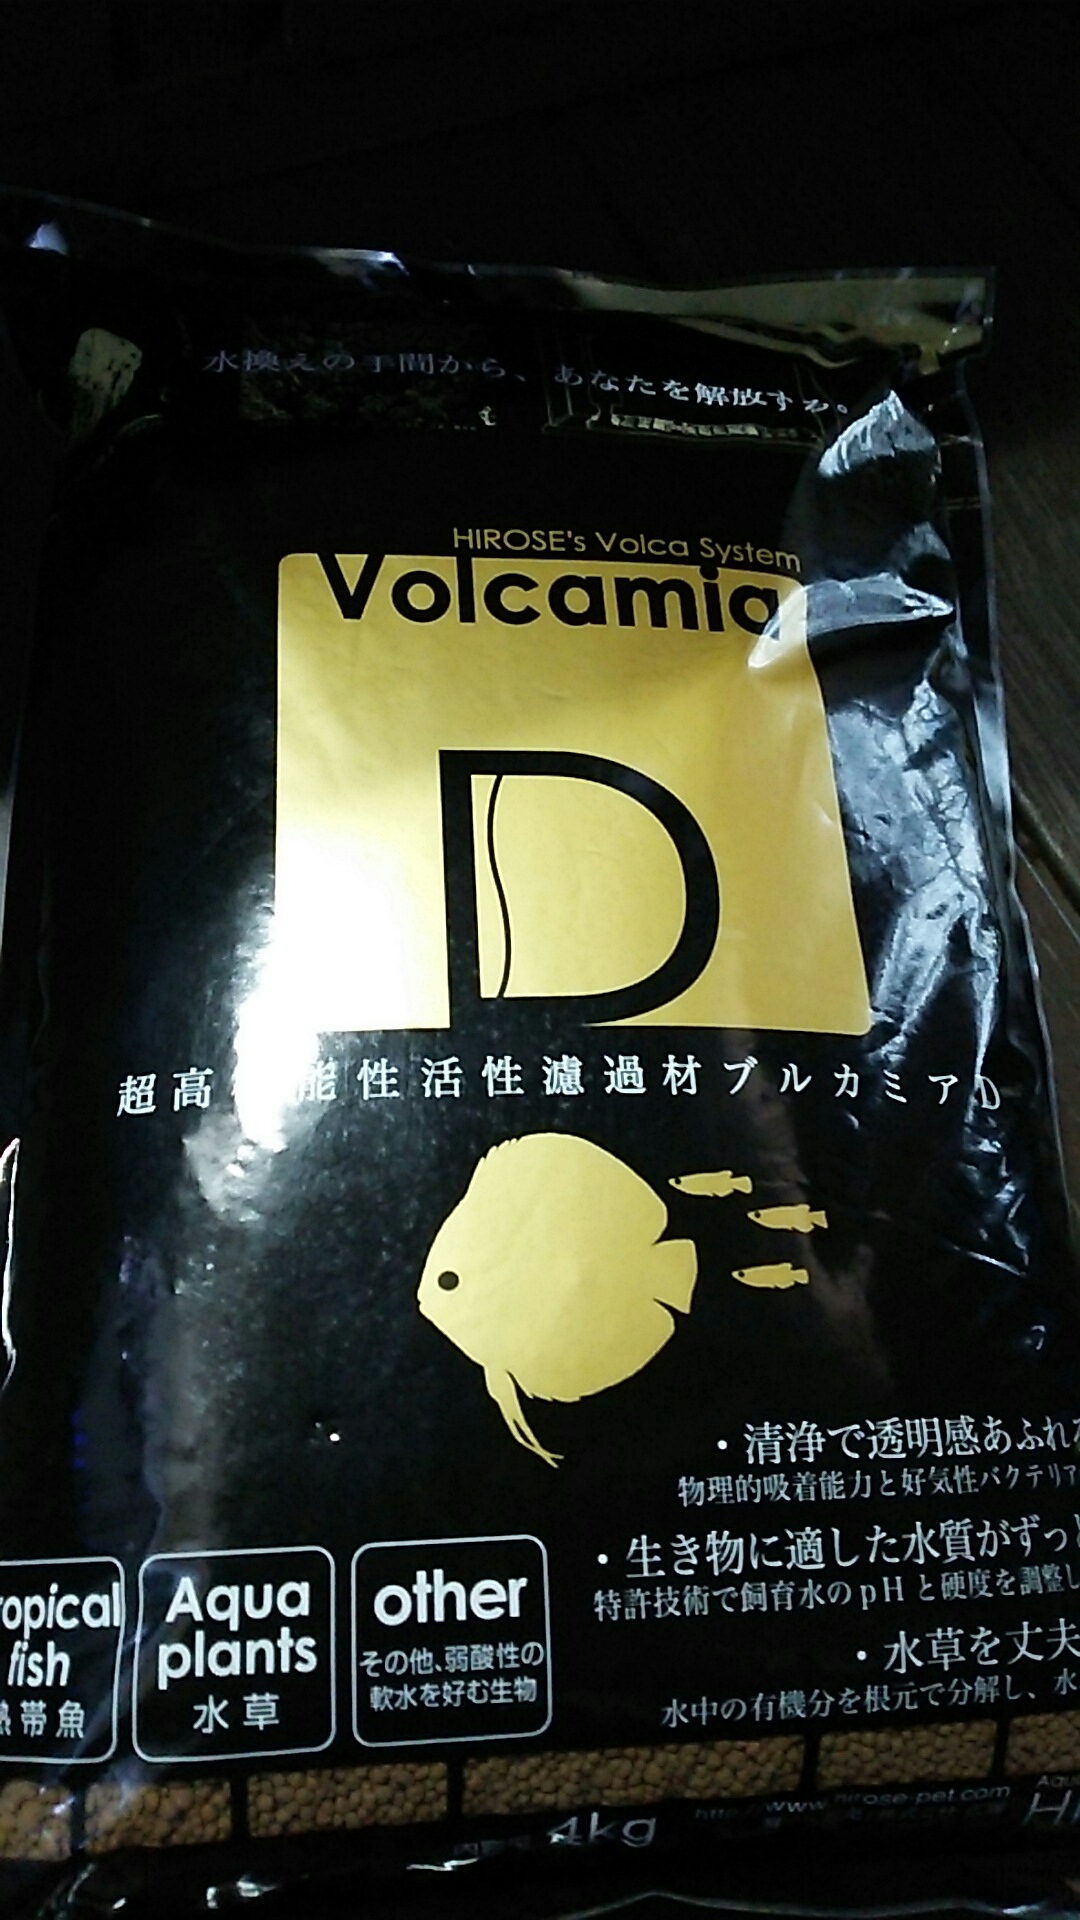 水換えの手間から、あなたを解放する。
HIROSE's Volca System
Volcamia
D
超高 能性活性濾過材ブルカミアD
・清浄で透明感あふれ
物理的吸着能力と好気性バクテリア
・生き物に適した水質がずっと
特許技術で飼育水のpHと硬度を調整し
・水草を丈夫
水中の有機分を根元で分解し、水
ropical
fish
熱帯魚
Aqua
plants
水草
other
その他、弱酸性の
軟水を好む生物
4kg
http://www.hirose-pet.com